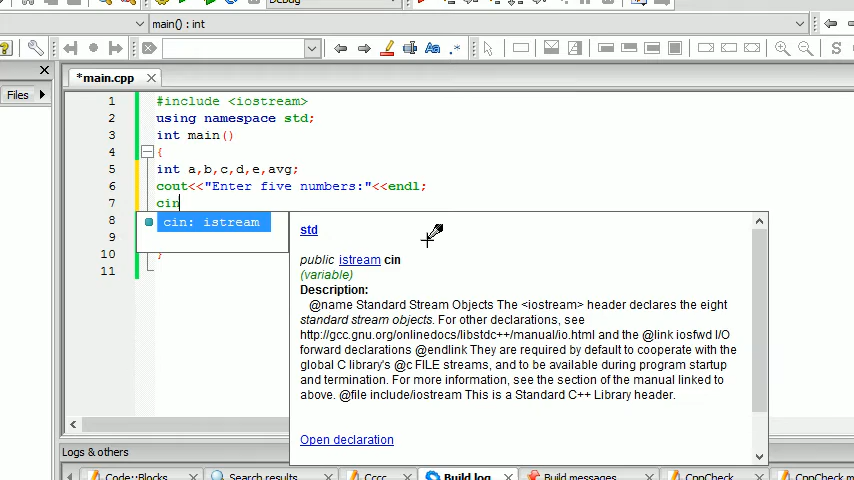 Debug
main() : int
*main.cpp
Files
1 #include <iostream>
2 using namespace std;
3 int main()
4 {
5 int a,b,c,d,e,avg;
6 cout<<"Enter five numbers:"<<endl;
7 cin
8
9
10 }
11
cin: istream
std
public istream cin
(variable)
Description:
@name Standard Stream Objects The <iostream> header declares the eight
standard stream objects. For other declarations, see
http://gcc.gnu.org/onlinedocs/libstdc++/manual/io.html and the @link iosfwd I/O
forward declarations @endlink They are required by default to cooperate with the
global C library's @c FILE streams, and to be available during program startup
and termination. For more information, see the section of the manual linked to
above. @file include/iostream This is a Standard C++ Library header.
Open declaration
Logs & others
Code::Blocks
Search results
Cccc
Build log
Build messages
CppCheck
CppCheck m